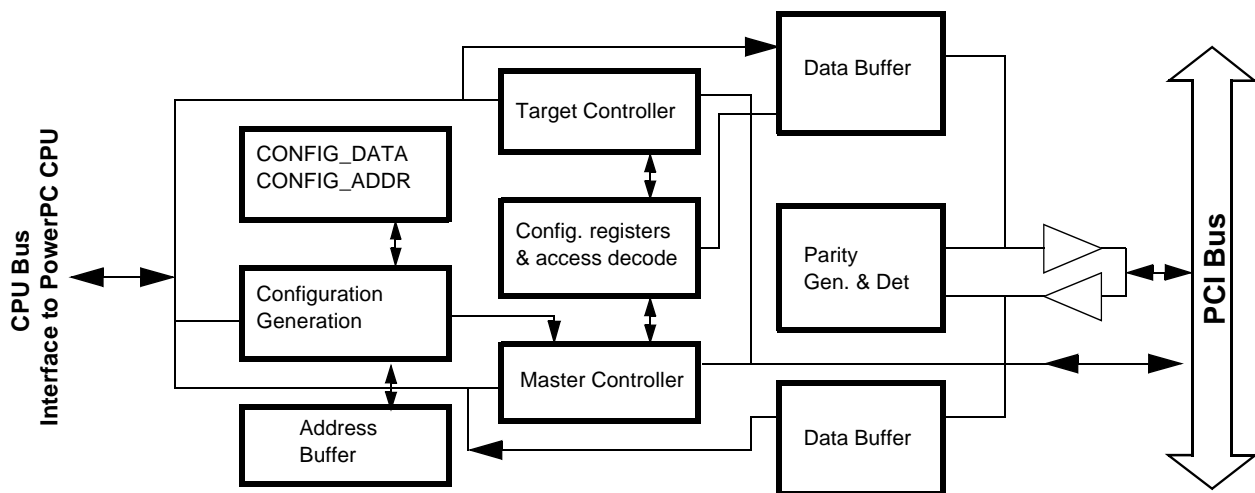 CPU Bus
Interface to PowerPC CPU
Target Controller
Data Buffer
CONFIG_DATA
CONFIG_ADDR
Config. registers
& access decode
Parity
Gen. & Det
Configuration
Generation
Master Controller
Address
Buffer
Data Buffer
PCI Bus